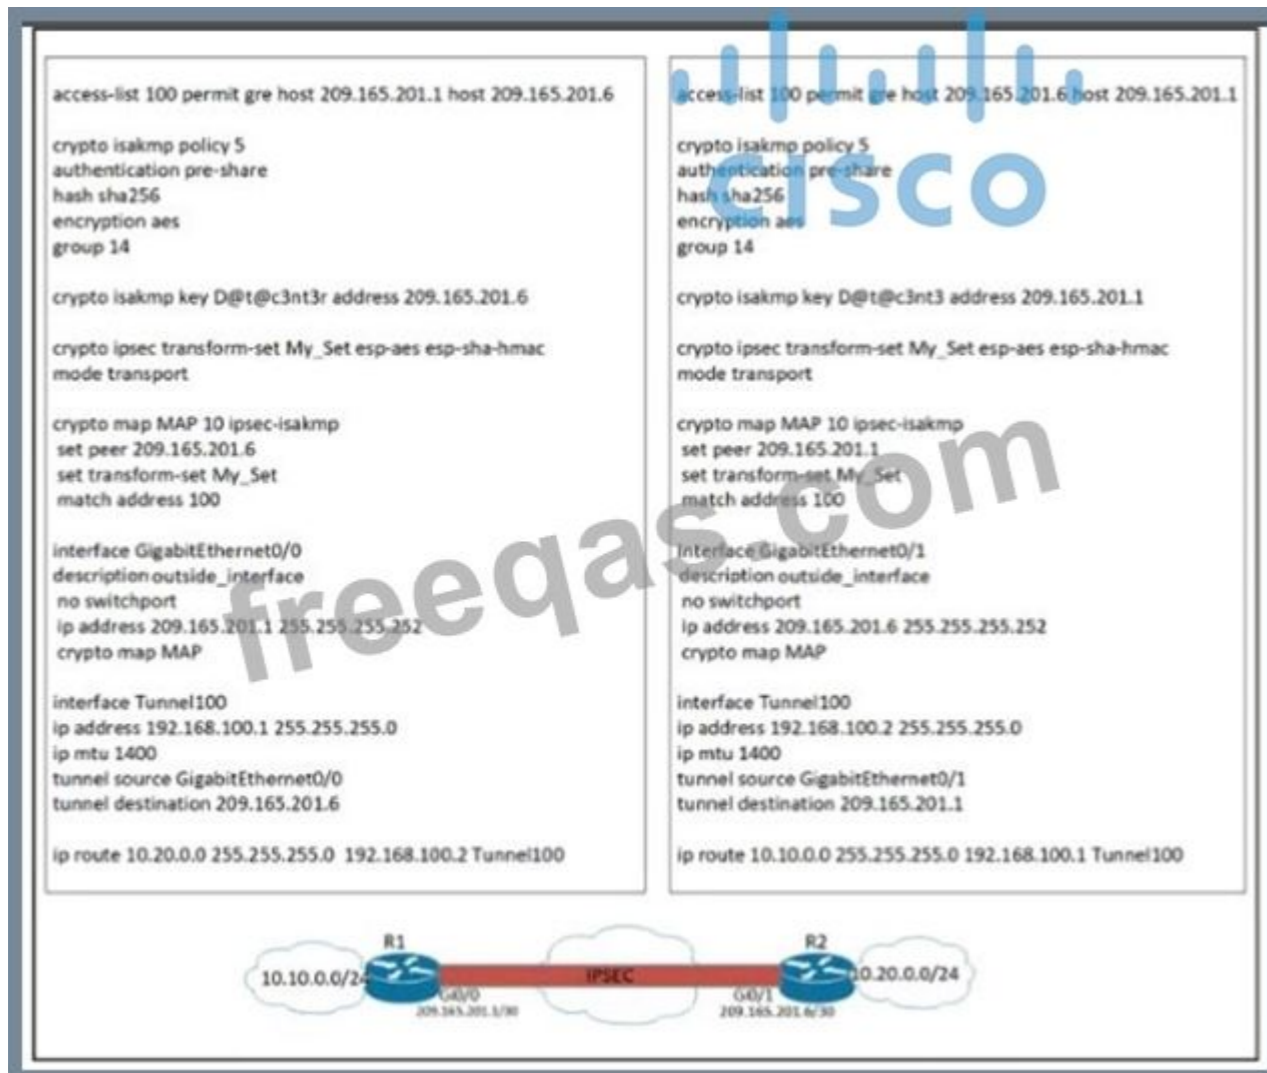 access-list 100 permit gre host 209.165.201.1 host 209.165.201.6
crypto isakmp policy 5
authentication pre-share
hash sha256
encryption aes
group 14
crypto isakmp key D@t@c3nt3r address 209.165.201.6
crypto ipsec transform-set My_Set esp-aes esp-sha-hmac
mode transport
crypto map MAP 10 ipsec-isakmp
set peer 209.165.201.6
set transform-set My_Set
match address 100
interface GigabitEthernet0/0
description outside_interface
no switchport
ip address 209.165.201.1 255.255.255.252
crypto map MAP
interface Tunnel100
ip address 192.168.100.1 255.255.255.0
ip mtu 1400
tunnel source GigabitEthernet0/0
tunnel destination 209.165.201.6
ip route 10.20.0.0 255.255.255.0 192.168.100.2 Tunnel100
access-list 100 permit gre host 209.165.201.6 host 209.165.201.1
crypto isakmp policy 5
authentication pre-share
hash sha256
encryption aes
group 14
crypto isakmp key D@t@c3nt3 address 209.165.201.1
crypto ipsec transform-set My_Set esp-aes esp-sha-hmac
mode transport
crypto map MAP 10 ipsec-isakmp
set peer 209.165.201.1
set transform-set My_Set
match address 100
interface GigabitEthernet0/1
description outside_interface
no switchport
ip address 209.165.201.6 255.255.255.252
crypto map MAP
interface Tunnel100
ip address 192.168.100.2 255.255.255.0
ip mtu 1400
tunnel source GigabitEthernet0/1
tunnel destination 209.165.201.1
ip route 10.10.0.0 255.255.255.0 192.168.100.1 Tunnel100
CISCO
freeqas.com
R1
R2
10.10.0.0/24
IPSEC
10.20.0.0/24
Gi0/0
209.165.201.1/30
Gi0/1
209.165.201.6/30